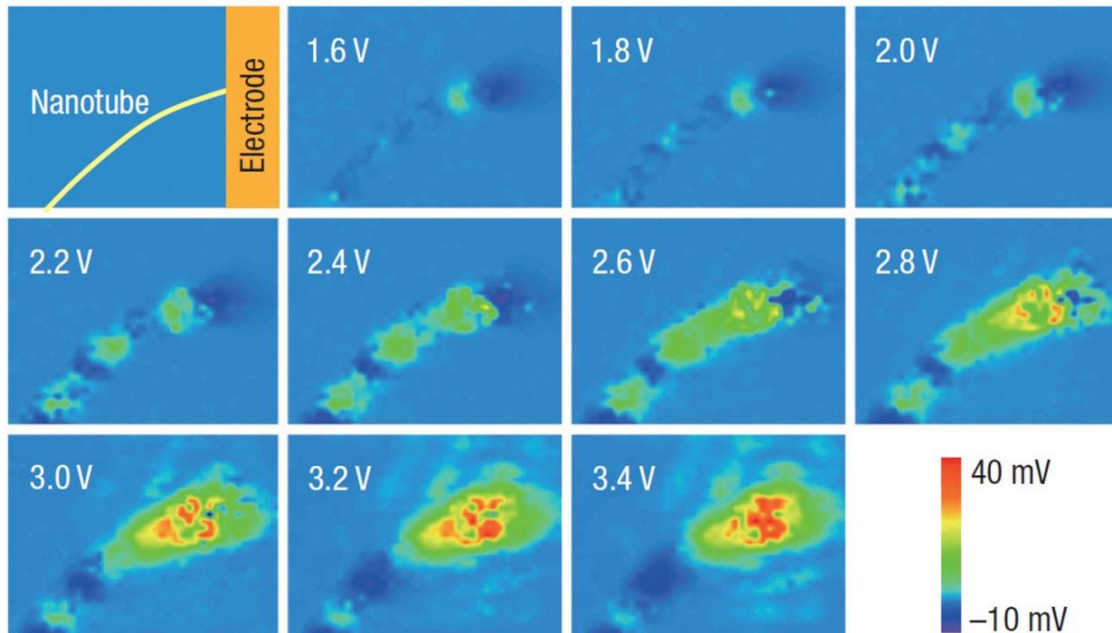 Nanotube
Electrode
1.6 V
1.8 V
2.0 V
2.2 V
2.4 V
2.6 V
2.8 V
3.0 V
3.2 V
3.4 V
40 mV
–10 mV